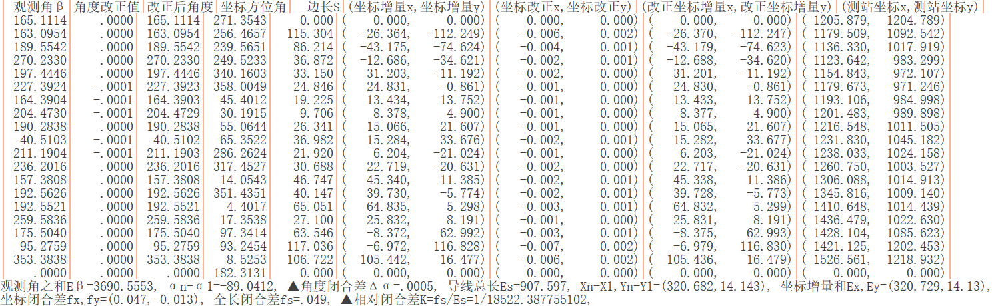 观测角β | 角度改正值 | 改正后角度 | 坐标方位角 | 边长S | (坐标增量x,坐标增量y) | (坐标改正x,坐标改正y) | (改正坐标增量x,改正坐标增量y) | (测站坐标x,测站坐标y) |
165.1114 | .0000 | 165.1114 | 271.3543 | 0.000 | ( 0.000, 0.000) | ( 0.000, 0.000) | ( 0.000, 0.000) | ( 1205.879, 1204.789) |
163.0954 | .0000 | 163.0954 | 256.4657 | 115.304 | ( -26.364, -112.249) | ( -0.006, 0.002) | ( -26.370, -112.247) | ( 1179.509, 1092.542) |
189.5542 | .0000 | 189.5542 | 239.5651 | 86.214 | ( -43.175, -74.624) | ( -0.004, 0.001) | ( -43.179, -74.623) | ( 1136.330, 1017.919) |
270.2330 | .0000 | 270.2330 | 249.5233 | 36.872 | ( -12.686, -34.621) | ( -0.002, 0.001) | ( -12.688, -34.620) | ( 1123.642, 983.299) |
197.4446 | .0000 | 197.4446 | 340.1603 | 33.150 | ( 31.203, -11.192) | ( -0.002, 0.000) | ( 31.201, -11.192) | ( 1154.843, 972.107) |
227.3924 | -.0001 | 227.3923 | 358.0049 | 24.846 | ( 24.831, -0.861) | ( -0.001, 0.000) | ( 24.830, -0.861) | ( 1179.673, 971.246) |
164.3904 | -.0001 | 164.3903 | 45.4012 | 19.225 | ( 13.434, 13.752) | ( -0.001, 0.000) | ( 13.433, 13.752) | ( 1193.106, 984.998) |
204.4730 | -.0001 | 204.4729 | 30.1915 | 9.706 | ( 8.378, 4.900) | ( -0.001, 0.000) | ( 8.377, 4.900) | ( 1201.483, 989.898) |
190.2838 | .0000 | 190.2838 | 55.0644 | 26.341 | ( 15.066, 21.607) | ( -0.001, 0.000) | ( 15.065, 21.607) | ( 1216.548, 1011.505) |
40.5103 | -.0001 | 40.5102 | 65.3522 | 36.982 | ( 15.284, 33.676) | ( -0.002, 0.001) | ( 15.282, 33.677) | ( 1231.830, 1045.182) |
211.1904 | -.0001 | 211.1903 | 286.2624 | 21.920 | ( 6.204, -21.024) | ( -0.001, 0.000) | ( 6.203, -21.024) | ( 1238.033, 1024.158) |
236.2016 | .0000 | 236.2016 | 317.4527 | 30.688 | ( 22.719, -20.631) | ( -0.002, 0.000) | ( 22.717, -20.631) | ( 1260.750, 1003.527) |
157.3808 | .0000 | 157.3808 | 14.0543 | 46.747 | ( 45.340, 11.385) | ( -0.002, 0.001) | ( 45.338, 11.386) | ( 1306.088, 1014.913) |
192.5626 | .0000 | 192.5626 | 351.4351 | 40.147 | ( 39.730, -5.774) | ( -0.002, 0.001) | ( 39.728, -5.773) | ( 1345.816, 1009.140) |
192.5521 | .0000 | 192.5521 | 4.4017 | 65.051 | ( 64.835, 5.298) | ( -0.003, 0.001) | ( 64.832, 5.299) | ( 1410.648, 1014.439) |
259.5836 | .0000 | 259.5836 | 17.3538 | 27.100 | ( 25.832, 8.191) | ( -0.001, 0.000) | ( 25.831, 8.191) | ( 1436.479, 1022.630) |
175.5040 | .0000 | 175.5040 | 97.3414 | 63.546 | ( -8.372, 62.992) | ( -0.003, 0.001) | ( -8.375, 62.993) | ( 1428.104, 1085.623) |
95.2759 | .0000 | 95.2759 | 93.2454 | 117.036 | ( -6.972, 116.828) | ( -0.007, 0.002) | ( -6.979, 116.830) | ( 1421.125, 1202.453) |
353.3838 | .0000 | 353.3838 | 8.5253 | 106.722 | ( 105.442, 16.477) | ( -0.006, 0.002) | ( 105.436, 16.479) | ( 1526.561, 1218.932) |
.0000 | .0000 | .0000 | 182.3131 | 0.000 | ( 0.000, 0.000) | ( 0.000, 0.000) | ( 0.000, 0.000) | ( 0.000, 0.000) |
观测角之和Eβ=3690.5553, αn-α1=-89.0412, ▲角度闭合差Δα=.0005, 导线总长Es=907.597, Xn-X1,Yn-Y1=(320.682,14.143), 坐标增量和Ex,Ey=(320.729,14.13),
坐标闭合差fx,fy=(0.047,-0.013), 全长闭合差fs=.049, ▲相对闭合差K=fs/Es=1/18522.387755102,